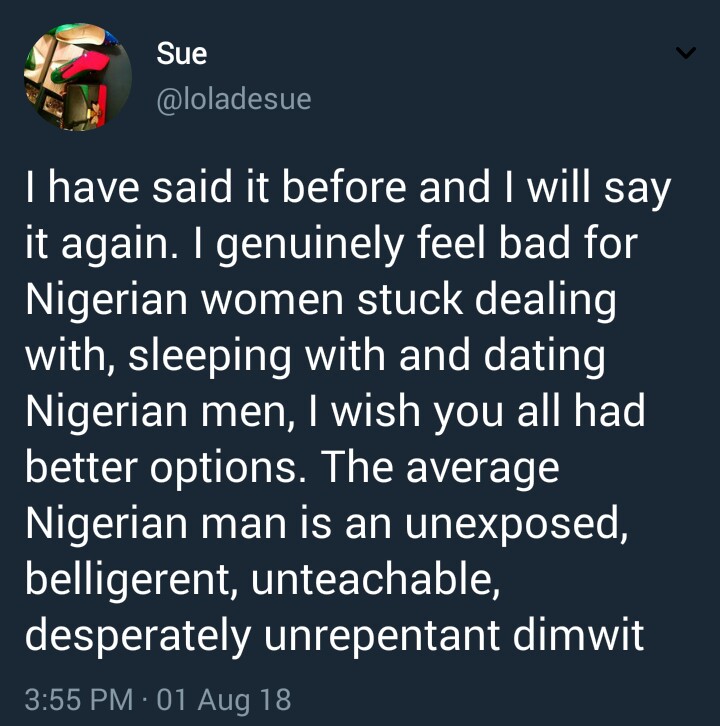 Sue
@loladesue
I have said it before and I will say
it again. I genuinely feel bad for
Nigerian women stuck dealing
with, sleeping with and dating
Nigerian men, I wish you all had
better options. The average
Nigerian man is an unexposed,
belligerent, unteachable,
desperately unrepentant dimwit
3:55 PM · 01 Aug 18